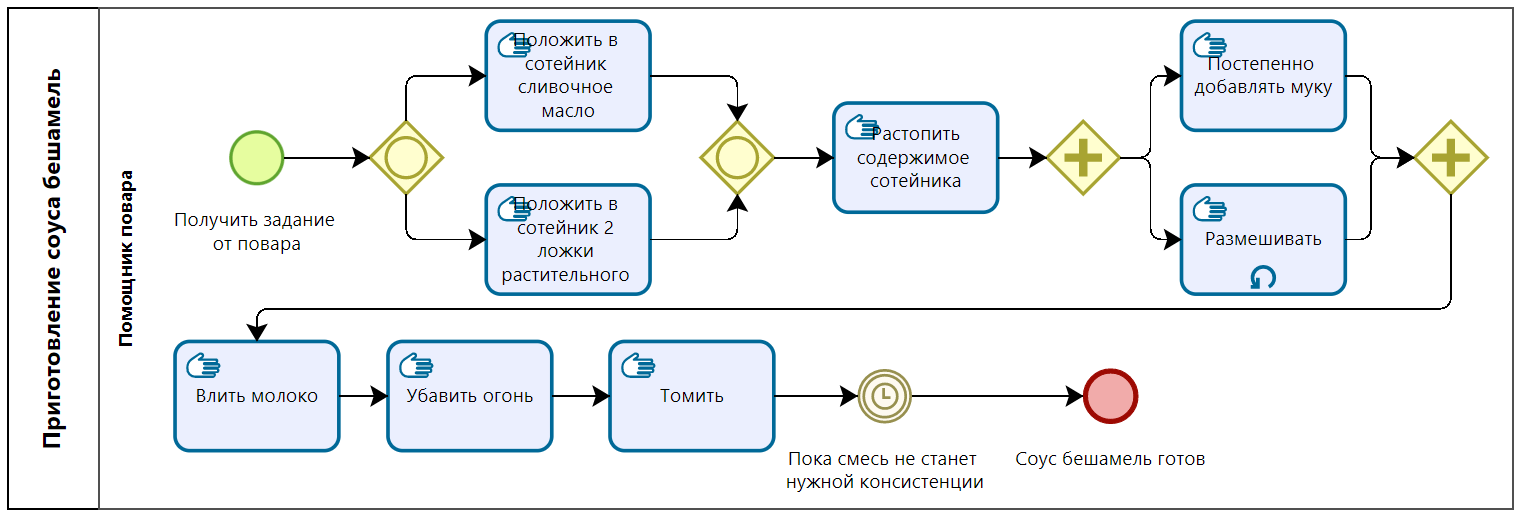 Приготовление соуса бешамель
Помощник повара
Получить задание
от повара
Положить в
сотейник
сливочное
масло
Положить в
сотейник 2
ложки
растительного
Растопить
содержимое
сотейника
Постепенно
добавлять муку
Размешивать
Влить молоко
Убавить огонь
Томить
Пока смесь не станет
нужной консистенции
Соус бешамель готов